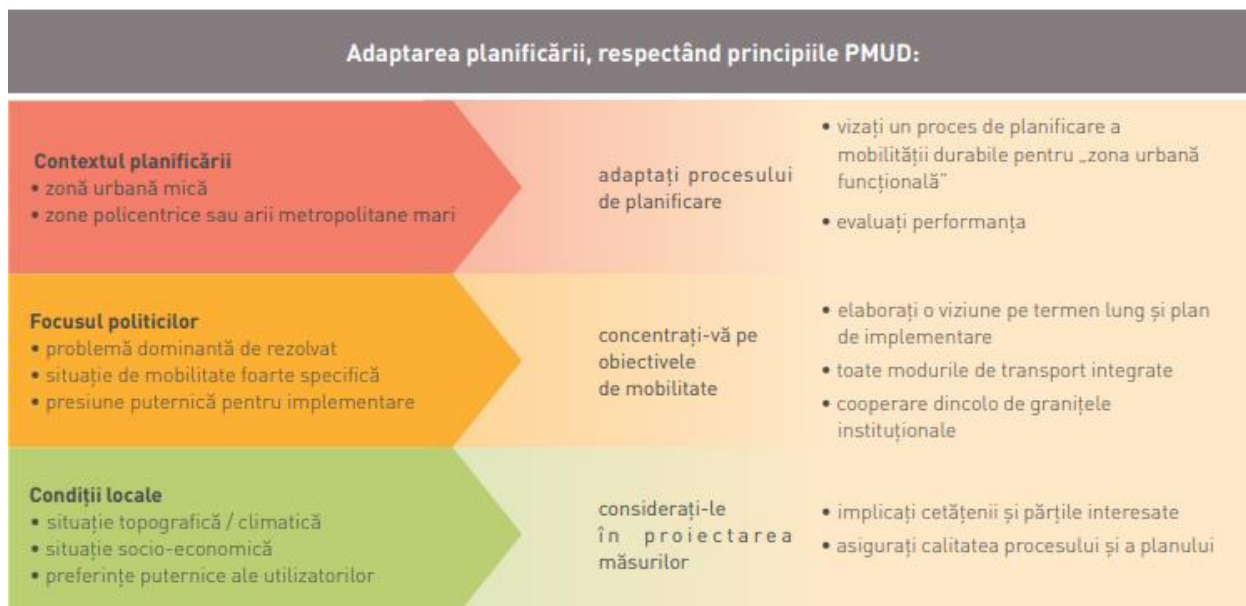 Adaptarea planificării, respectând principiile PMUD:
Contextul planificării
• zonă urbană mică
• zone policentrice sau arii metropolitane mari
adaptați procesului
de planificare
• vizați un proces de planificare a
mobilității durabile pentru „zona urbană
funcțională”
• evaluați performanța
Focusul politicilor
• problemă dominantă de rezolvat
• situație de mobilitate foarte specifică
• presiune puternică pentru implementare
concentrați-vă pe
obiectivele
de mobilitate
• elaborați o viziune pe termen lung și plan
de implementare
• toate modurile de transport integrate
• cooperare dincolo de granițele
instituționale
Condiții locale
• situație topografică / climatică
• situație socio-economică
• preferințe puternice ale utilizatorilor
considerați-le
în proiectarea
măsurilor
• implicați cetățenii și părțile interesate
• asigurați calitatea procesului și a planului